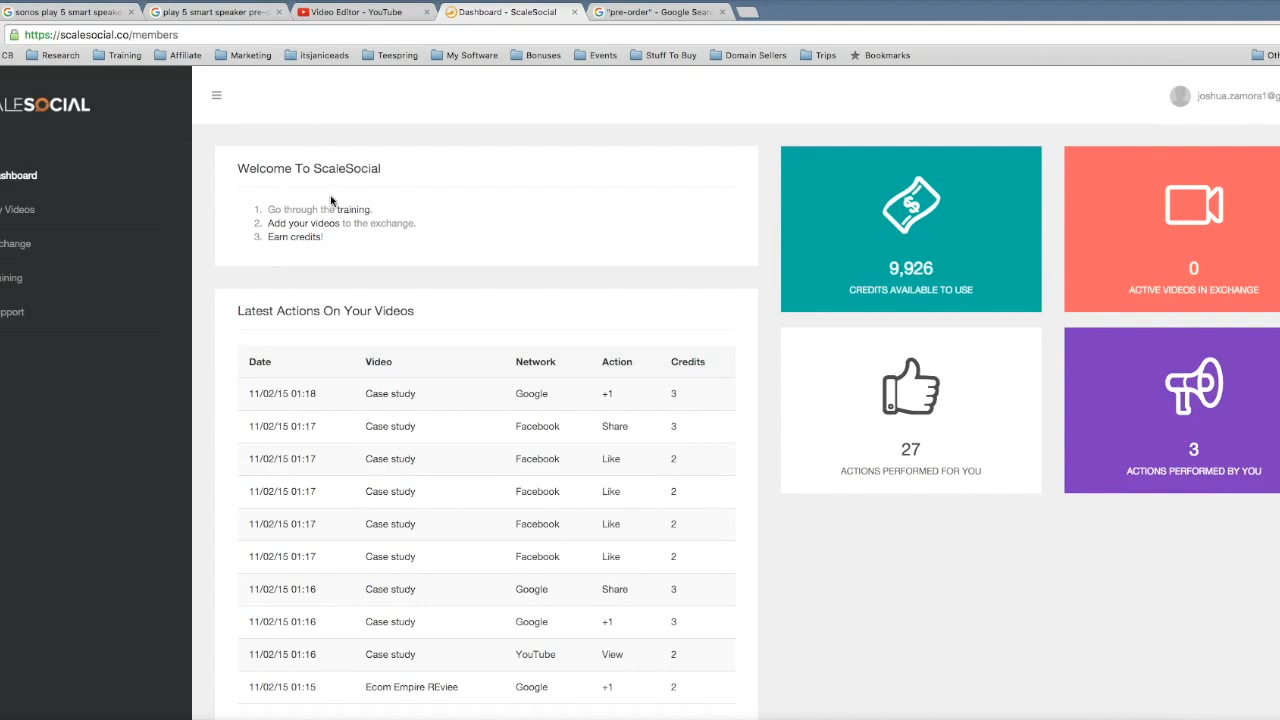 sonos play 5 smart speake
play 5 smart speaker pre-o
Video Editor - YouTube
Dashboard - ScaleSocial
"pre-order" - Google Searc
https://scalesocial.co/members
CB
Research
Training
Affiliate
Marketing
itsjaniceads
Teespring
My Software
Bonuses
Events
Stuff To Buy
Domain Sellers
Trips
Bookmarks
Oth
ALESOCIAL
joshua.zamora1@g
ashboard
y Videos
change
ining
pport
Welcome To ScaleSocial
1. Go through the training.
2. Add your videos to the exchange.
3. Earn credits!
9,926
CREDITS AVAILABLE TO USE
0
ACTIVE VIDEOS IN EXCHANGE
27
ACTIONS PERFORMED FOR YOU
3
ACTIONS PERFORMED BY YOU
Latest Actions On Your Videos
Date Video Network Action Credits
11/02/15 01:18 Case study Google +1 3
11/02/15 01:17 Case study Facebook Share 3
11/02/15 01:17 Case study Facebook Like 2
11/02/15 01:17 Case study Facebook Like 2
11/02/15 01:17 Case study Facebook Like 2
11/02/15 01:17 Case study Facebook Like 2
11/02/15 01:16 Case study Google Share 3
11/02/15 01:16 Case study Google +1 3
11/02/15 01:16 Case study YouTube View 2
11/02/15 01:15 Ecom Empire REviee Google +1 2